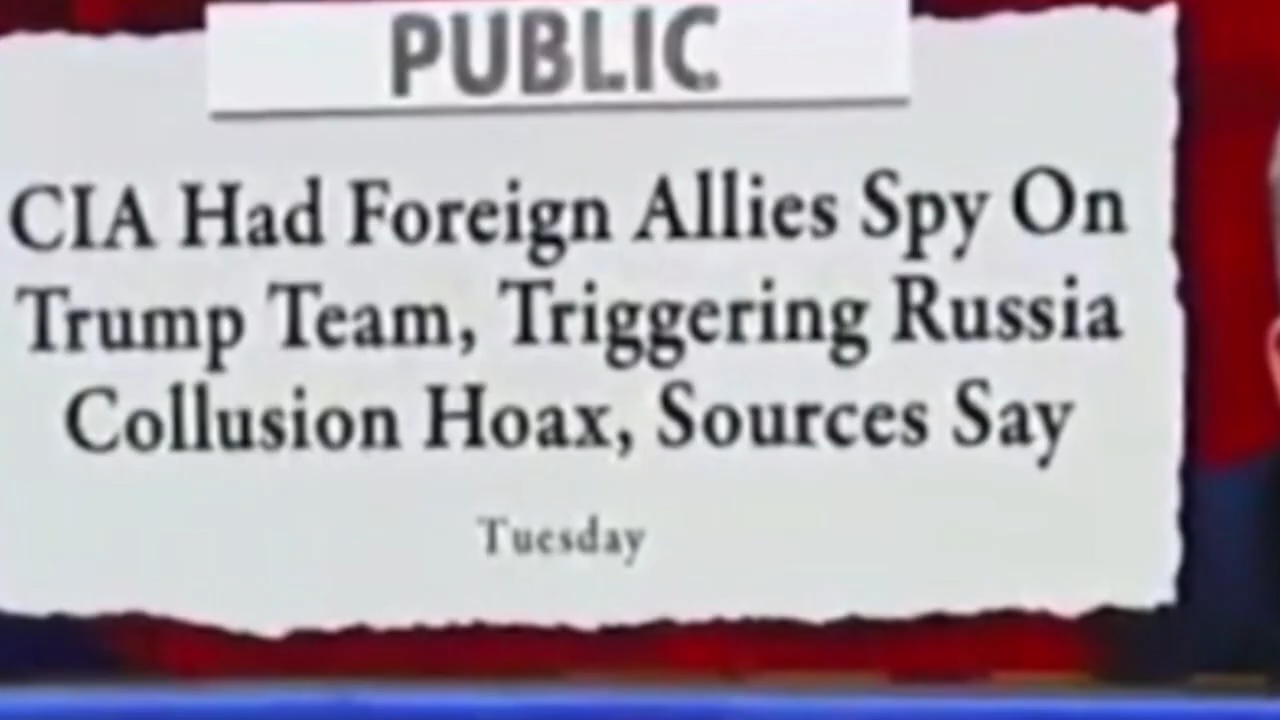 PUBLIC
CIA Had Foreign Allies Spy On
Trump Team, Triggering Russia
Collusion Hoax, Sources Say
Tuesday